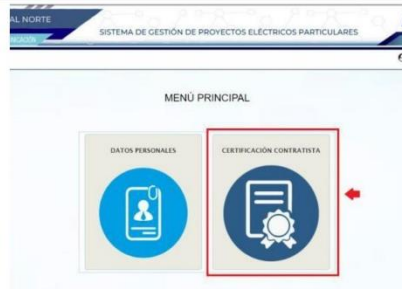 AL NORTE
SISTEMA DE GESTIÓN DE PROYECTOS ELÉCTRICOS PARTICULARES
MENÚ PRINCIPAL
DATOS PERSONALES
CERTIFICACIÓN CONTRATISTA